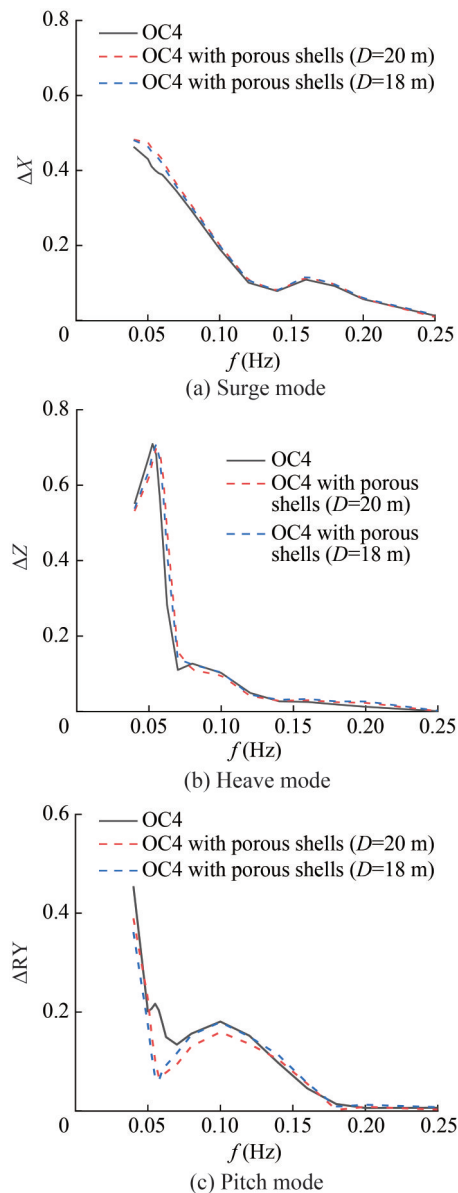 0.8
OC4
OC4 with porous shells (D=20 m)
OC4 with porous shells (D=18 m)
0.6
0.4
0.2
ΔX
0
0.05
0.10
0.15
0.20
0.25
f (Hz)
(a) Surge mode
0.8
0.6
0.4
0.2
ΔZ
OC4
OC4 with porous
shells (D=20 m)
OC4 with porous
shells (D=18 m)
0
0.05
0.10
0.15
0.20
0.25
f (Hz)
(b) Heave mode
0.6
OC4
OC4 with porous shells (D=20 m)
OC4 with porous shells (D=18 m)
0.4
0.2
ΔRY
0
0.05
0.10
0.15
0.20
0.25
f (Hz)
(c) Pitch mode